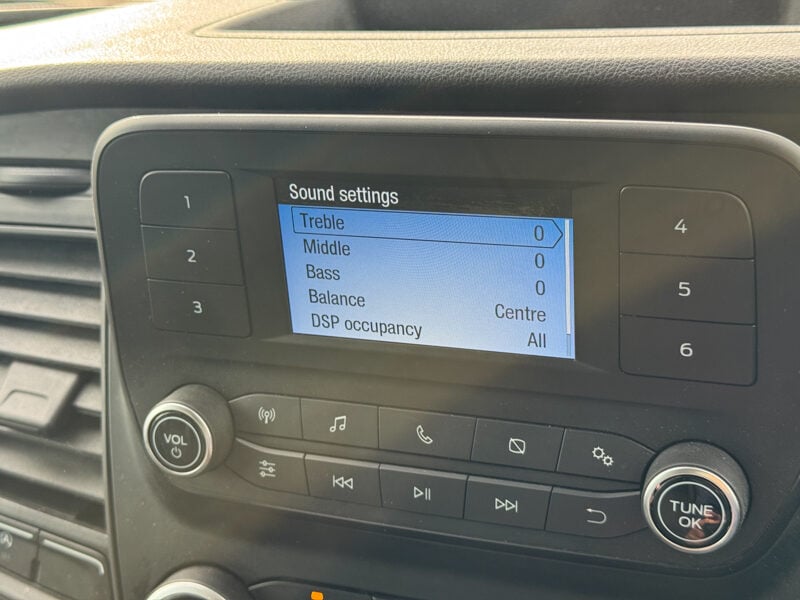 Sound settings
Treble 0
Middle 0
Bass 0
Balance Centre
DSP occupancy All
1
2
3
4
5
6
VOL
TUNE
OK